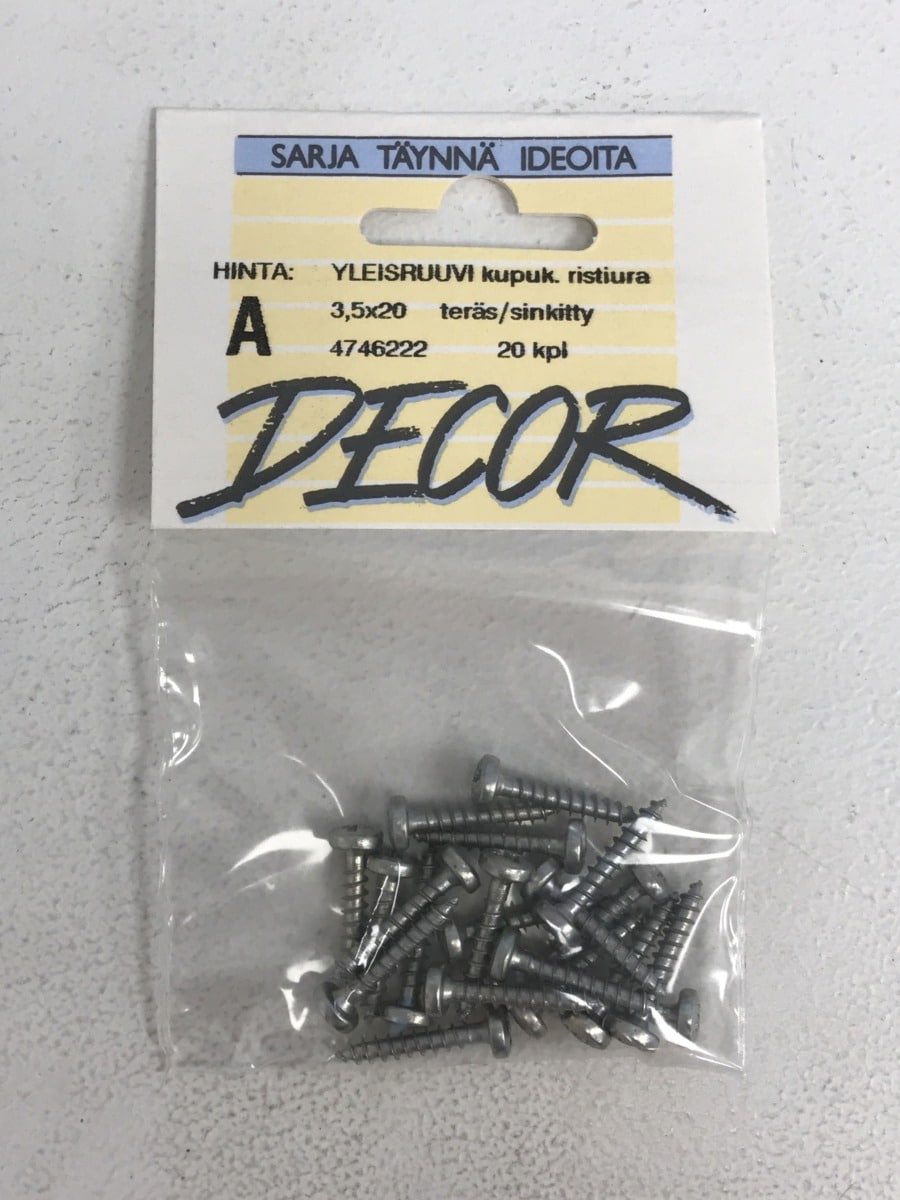 SARJA TÄYNNÄ IDEOITA
HINTA: YLEISRUUVI kupuk. ristiura
A 3,5x20 teräs/sinkitty
4746222 20 kpl
DECOR